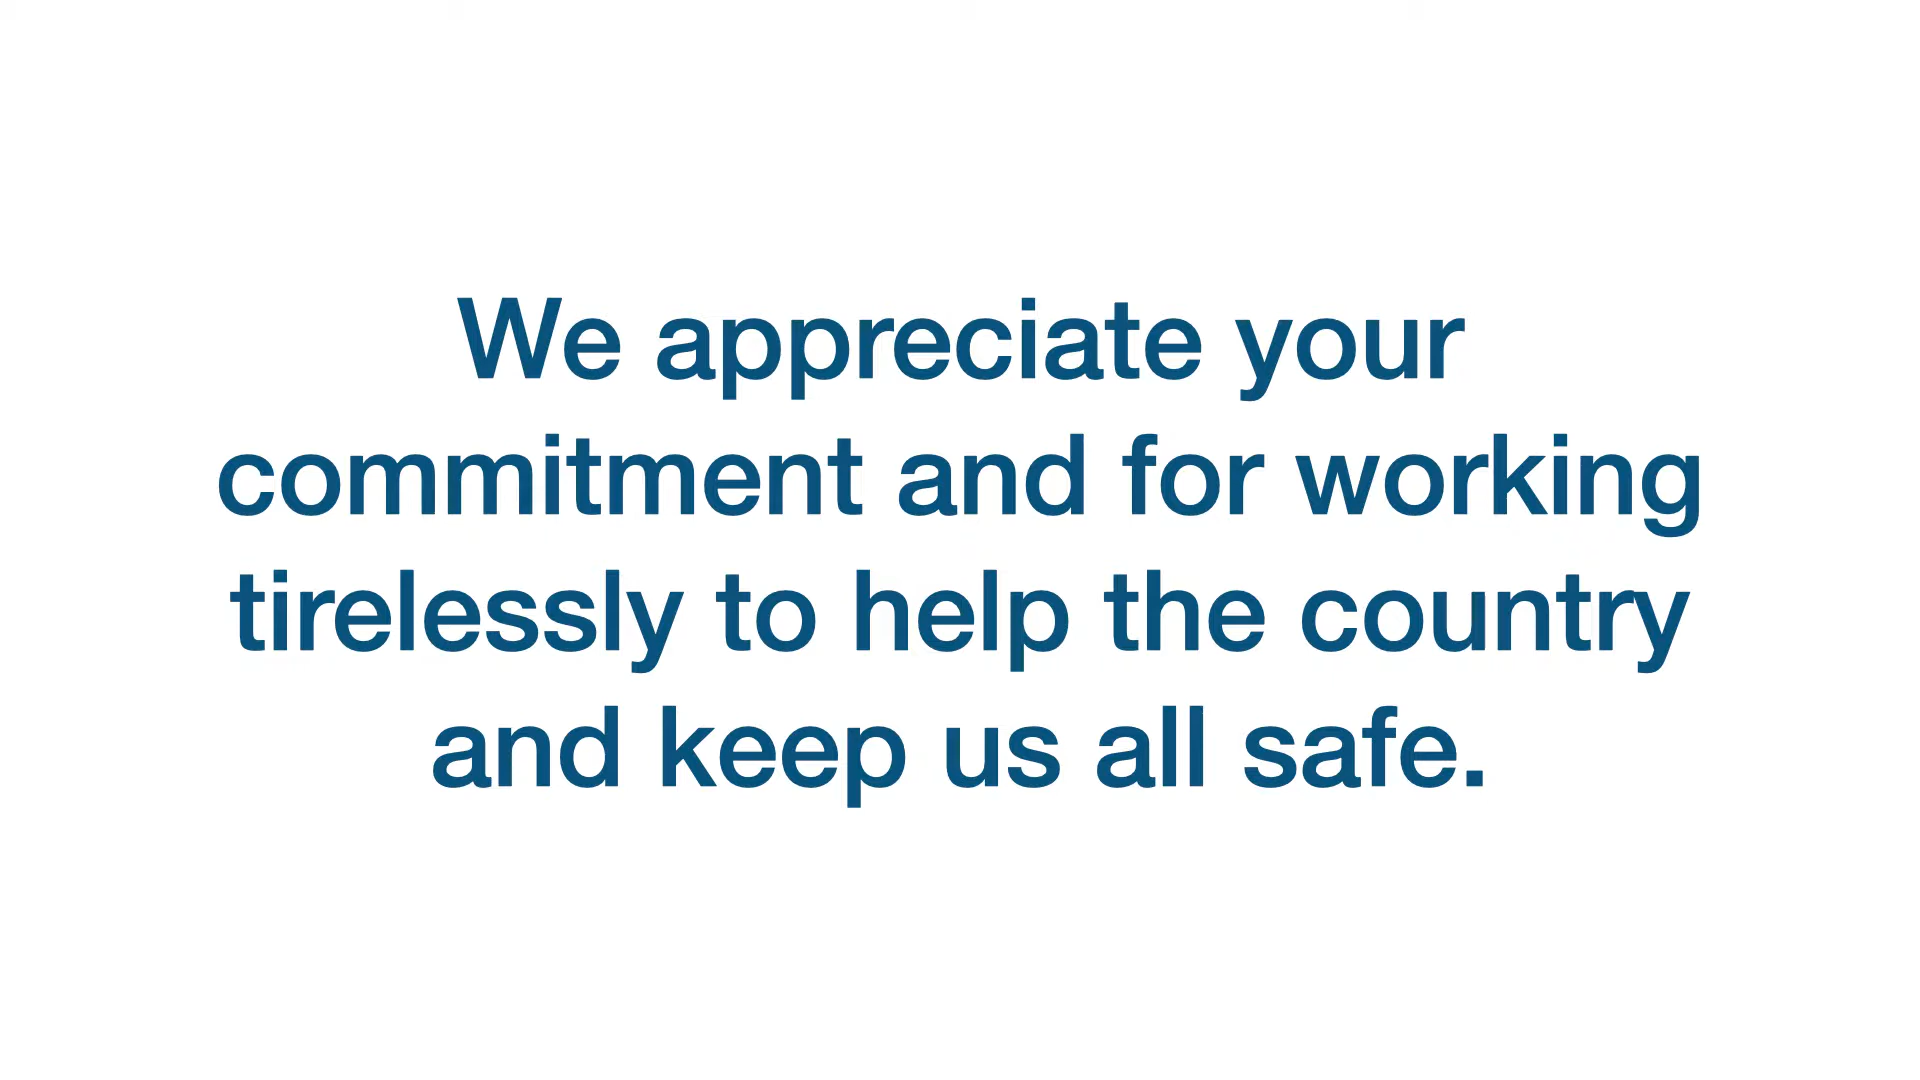 We appreciate your
commitment and for working
tirelessly to help the country
and keep us all safe.